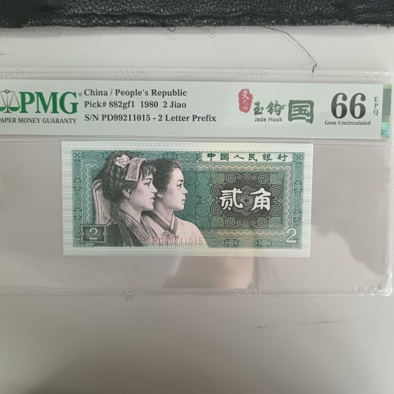 PMG
PAPER MONEY GUARANTY
China / People's Republic
Pick# 882gf1 1980 2 Jiao
S/N PD99211015 - 2 Letter Prefix
玉钩国
Jade Hook
66 EPQ
Gem Uncirculated
中国人民银行
贰角
PD99211015
2
2